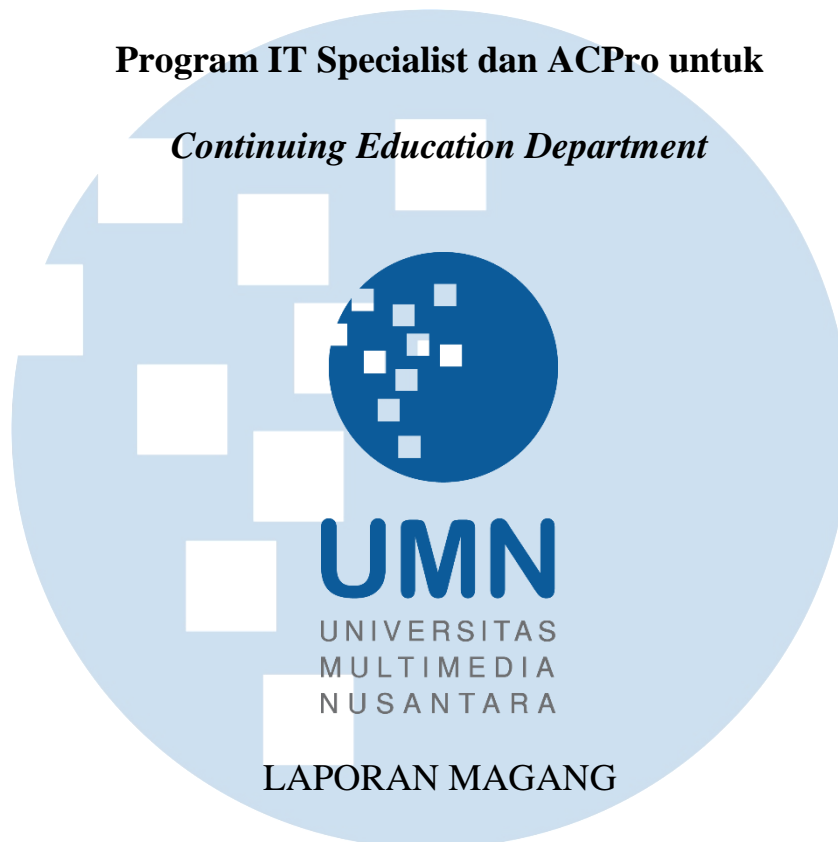 Program IT Specialist dan ACPro untuk
Continuing Education Department
UMN
UNIVERSITAS
MULTIMEDIA
NUSANTARA
LAPORAN MAGANG